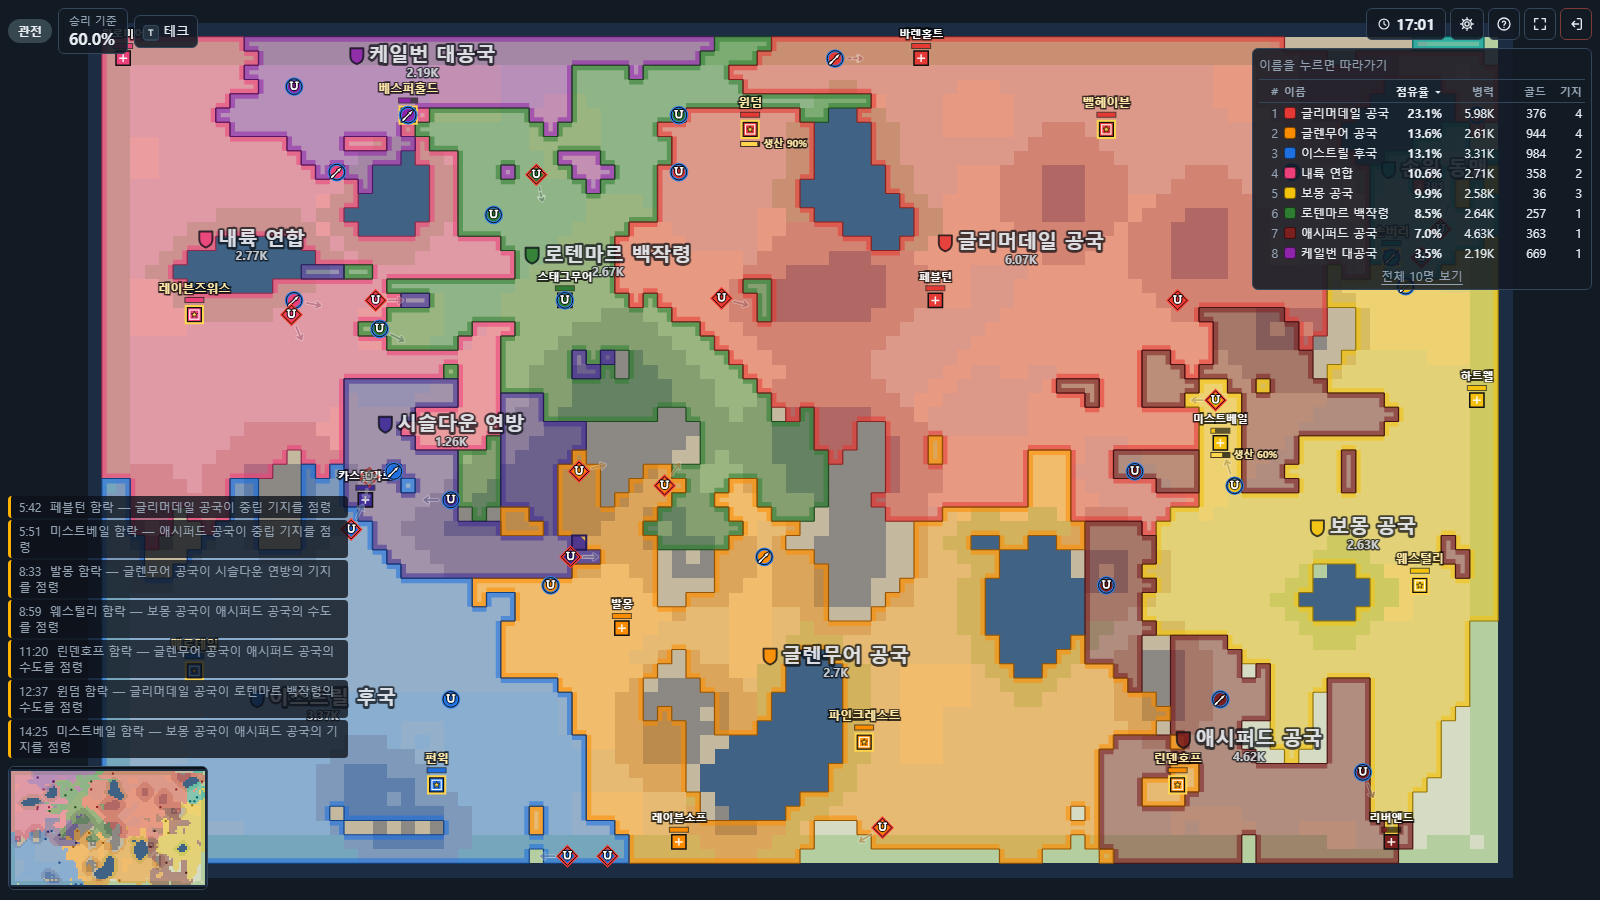 관전
승리 기준
60.0%
T 테크
17:01
이름을 누르면 따라가기
# 이름 점유율 병력 골드 기지
1 글리머데일 공국 23.1% 5.98K 376 4
2 글렌무어 공국 13.6% 2.61K 944 4
3 이스트릴 후국 13.1% 3.31K 984 2
4 내륙 연합 10.6% 2.71K 358 2
5 보몽 공국 9.9% 2.58K 36 3
6 로텐마르 백작령 8.5% 2.64K 257 1
7 애시퍼드 공국 7.0% 4.63K 363 1
8 케일번 대공국 3.5% 2.19K 669 1
전체 10명 보기
케일번 대공국
2.19K
베스퍼홀드
바렌홀트
윈덤
생산 90%
벨헤이븐
내륙 연합
2.77K
로텐마르 백작령
2.67K
스태그무어
글리머데일 공국
6.07K
레이븐즈워스
페블턴
하트웰
미스트베일
생산 60%
시슬다운 연방
1.26K
보몽 공국
2.63K
웨스털리
발몽
글렌무어 공국
2.7K
후국
3.37K
파인크레스트
애시퍼드 공국
4.62K
린덴호프
편윅
레이븐소프
리버엔드
5:42 페블턴 함락 — 글리머데일 공국이 중립 기지를 점령
5:51 미스트베일 함락 — 애시퍼드 공국이 중립 기지를 점
령
8:33 발몽 함락 — 글렌무어 공국이 시슬다운 연방의 기지
를 점령
8:59 웨스털리 함락 — 보몽 공국이 애시퍼드 공국의 수도
를 점령
11:20 린덴호프 함락 — 글렌무어 공국이 애시퍼드 공국의
수도를 점령
12:37 윈덤 함락 — 글리머데일 공국이 로텐마르 백작령의
수도를 점령
14:25 미스트베일 함락 — 보몽 공국이 애시퍼드 공국의 기
지를 점령